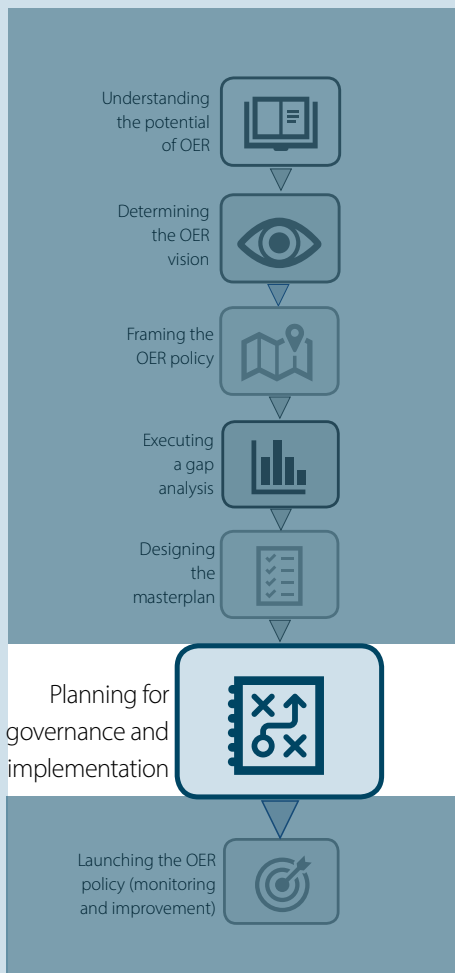 Understanding
the potential
of OER
Determining
the OER
vision
Framing the
OER policy
Executing
a gap
analysis
Designing
the
masterplan
Planning for
governance and
implementation
Launching the OER
policy (monitoring
and improvement)